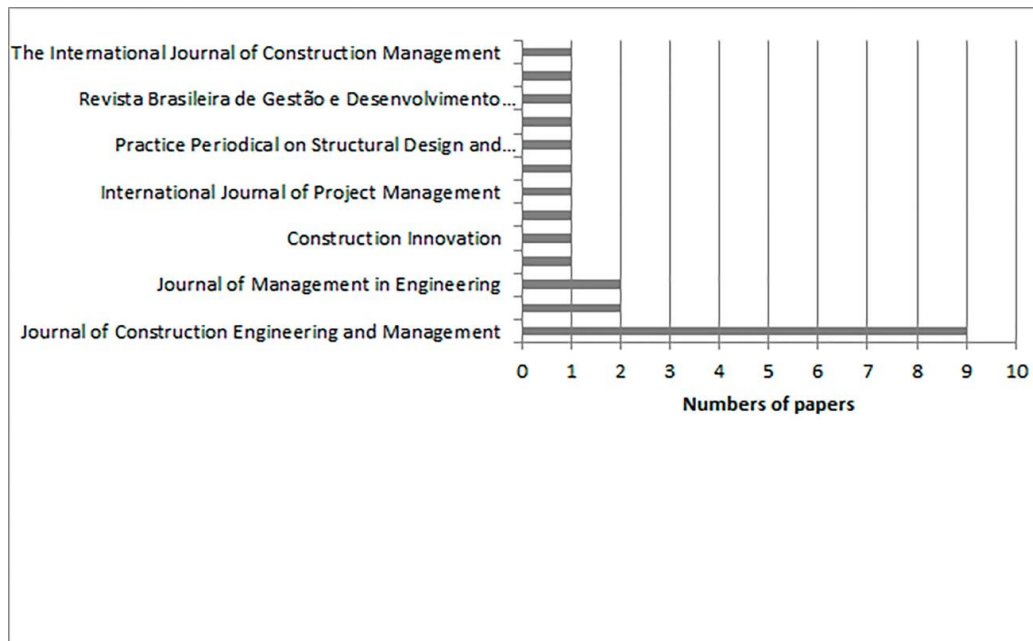 The International Journal of Construction Management
Revista Brasileira de Gestão e Desenvolvimento...
Practice Periodical on Structural Design and...
International Journal of Project Management
Construction Innovation
Journal of Management in Engineering
Journal of Construction Engineering and Management
0 1 2 3 4 5 6 7 8 9 10
Numbers of papers